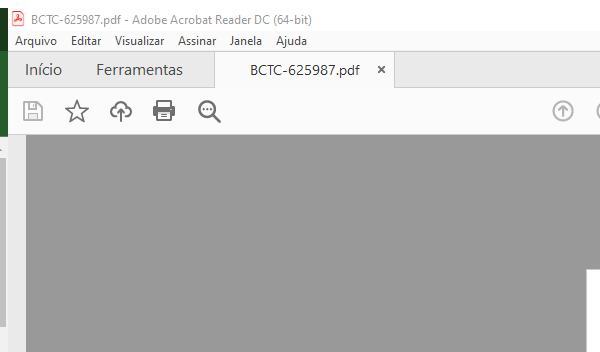 BCTC-625987.pdf - Adobe Acrobat Reader DC (64-bit)
Arquivo Editar Visualizar Assinar Janela Ajuda
Início Ferramentas BCTC-625987.pdf ×